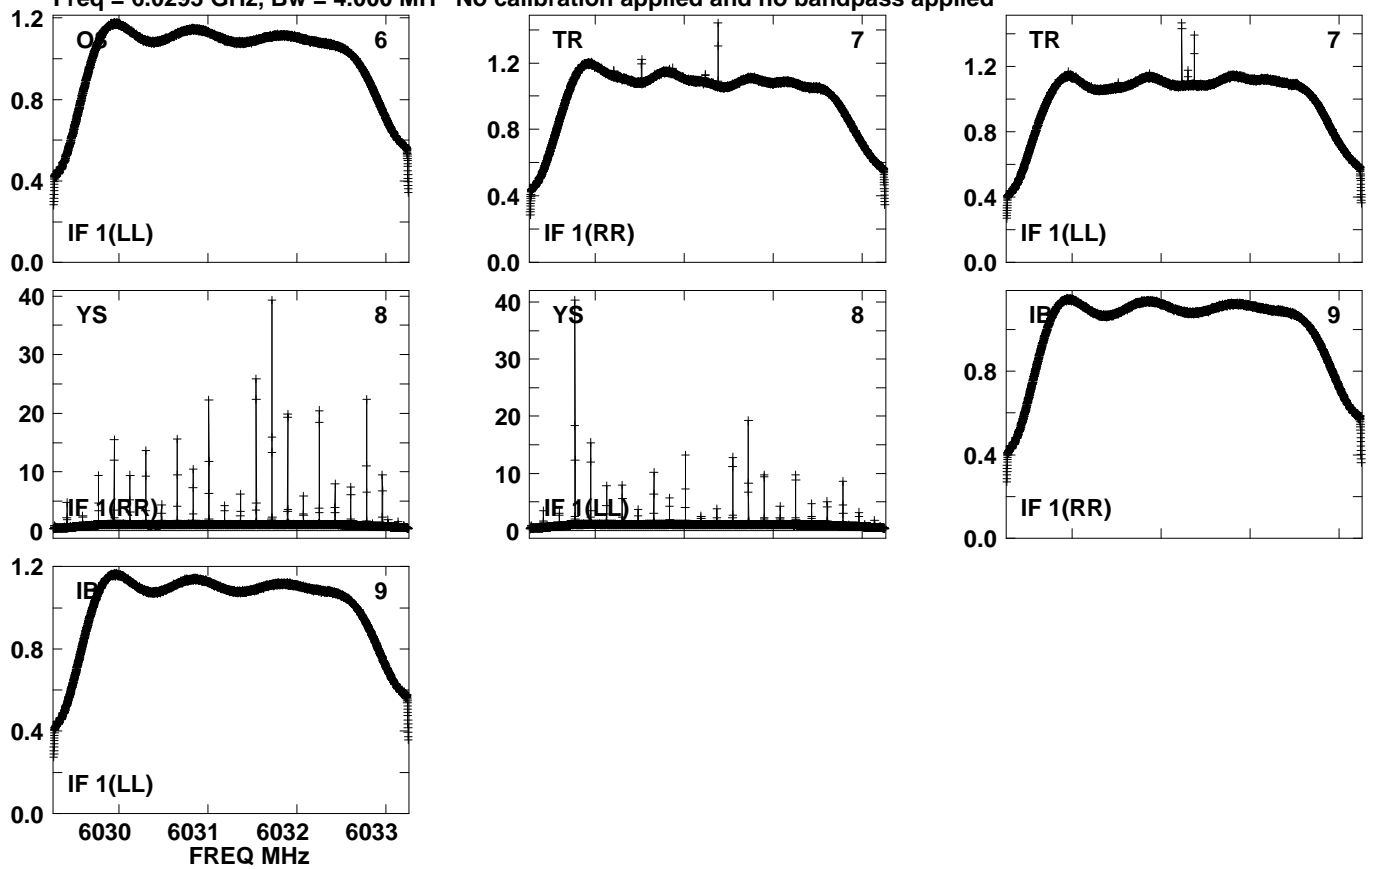 Freq = 6.0293 GHz, Bw = 4.000 MH No calibration applied and no bandpass applied
1.2 OS 6 TR 7 TR 7
1.2 1.2
0.8 0.8 0.8
0.4 0.4 0.4
IF 1(LL) IF 1(RR) IF 1(LL)
0.0 0.0 0.0
40 YS 8 40 YS 8 IB 9
30 30 0.8
20 20
10 10 0.4
IF 1(RR) IF 1(LL) IF 1(RR)
0 0 0.0
1.2 IB 9
0.8
0.4
IF 1(LL)
0.0
6030 6031 6032 6033
FREQ MHz